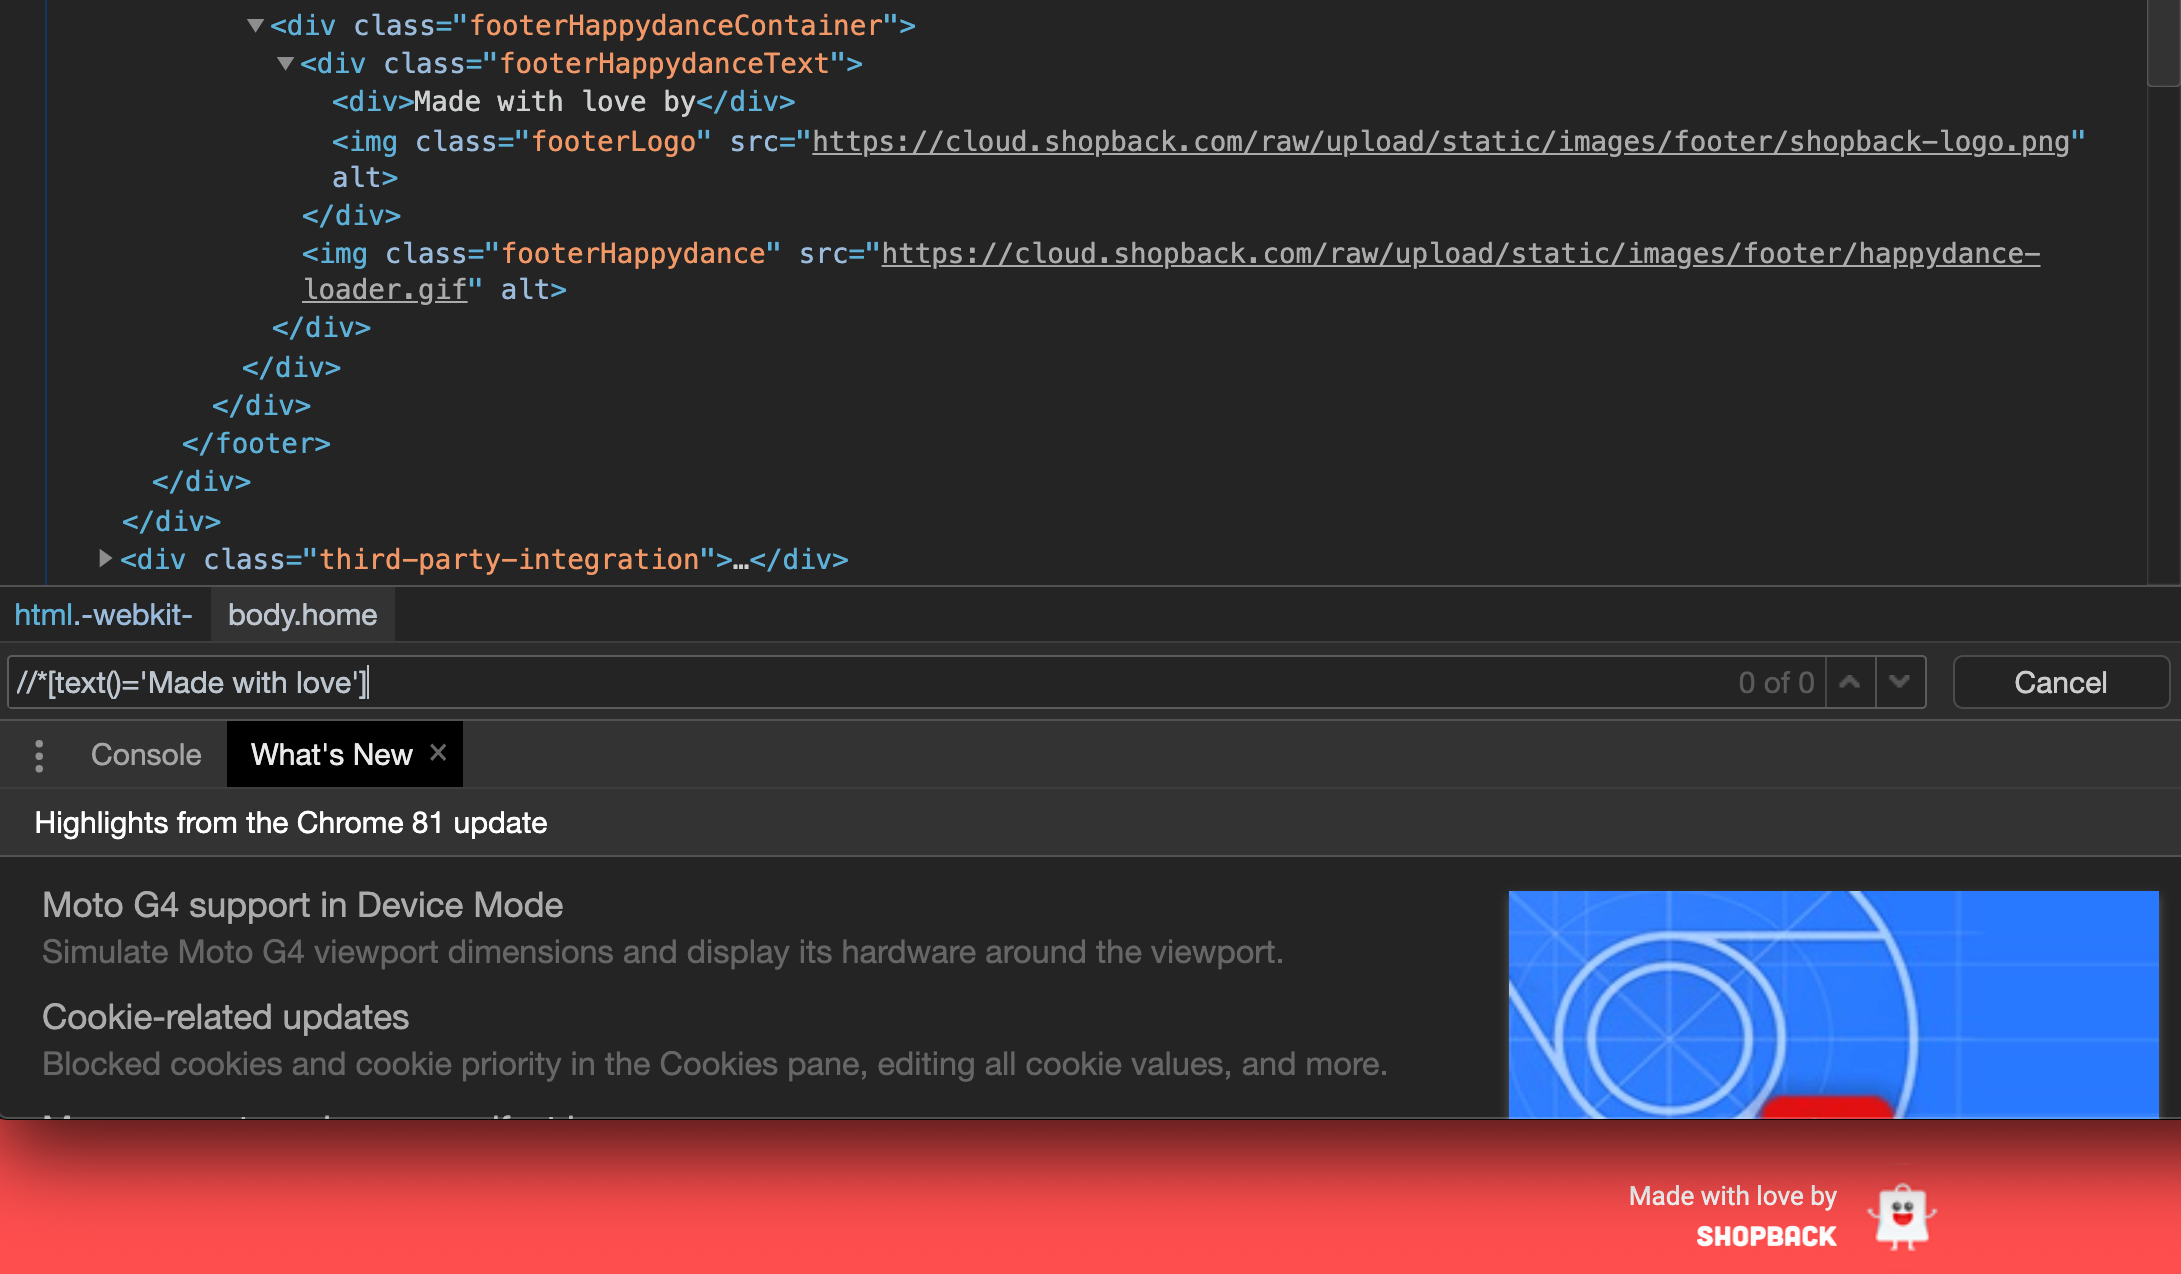 <div class="footerHappydanceContainer">
<div class="footerHappydanceText">
<div>Made with love by</div>
<img class="footerLogo" src="https://cloud.shopback.com/raw/upload/static/images/footer/shopback-logo.png"
alt>
</div>
<img class="footerHappydance" src="https://cloud.shopback.com/raw/upload/static/images/footer/happydance-
loader.gif" alt>
</div>
</div>
</div>
</footer>
</div>
</div>
<div class="third-party-integration">…</div>
html.-webkit- body.home
//*[text()='Made with love'] 0 of 0 Cancel
Console What's New ×
Highlights from the Chrome 81 update
Moto G4 support in Device Mode
Simulate Moto G4 viewport dimensions and display its hardware around the viewport.
Cookie-related updates
Blocked cookies and cookie priority in the Cookies pane, editing all cookie values, and more.
Made with love by
SHOPBACK